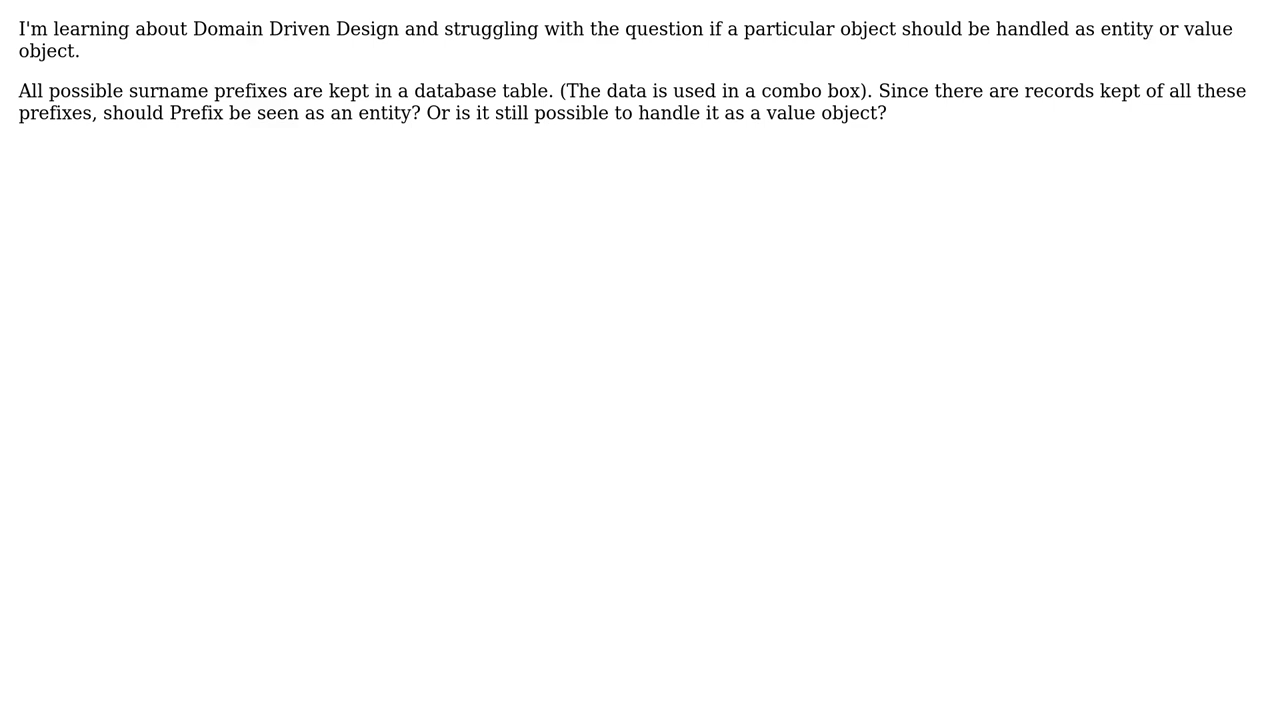 I'm learning about Domain Driven Design and struggling with the question if a particular object should be handled as entity or value
object.
All possible surname prefixes are kept in a database table. (The data is used in a combo box). Since there are records kept of all these
prefixes, should Prefix be seen as an entity? Or is it still possible to handle it as a value object?